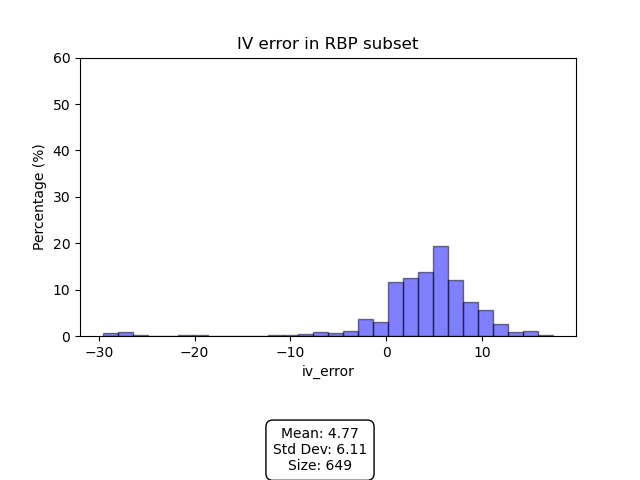 IV error in RBP subset
60
50
40
30
20
10
0
Percentage (%)
−30
−20
−10
0
10
iv_error
Mean: 4.77
Std Dev: 6.11
Size: 649